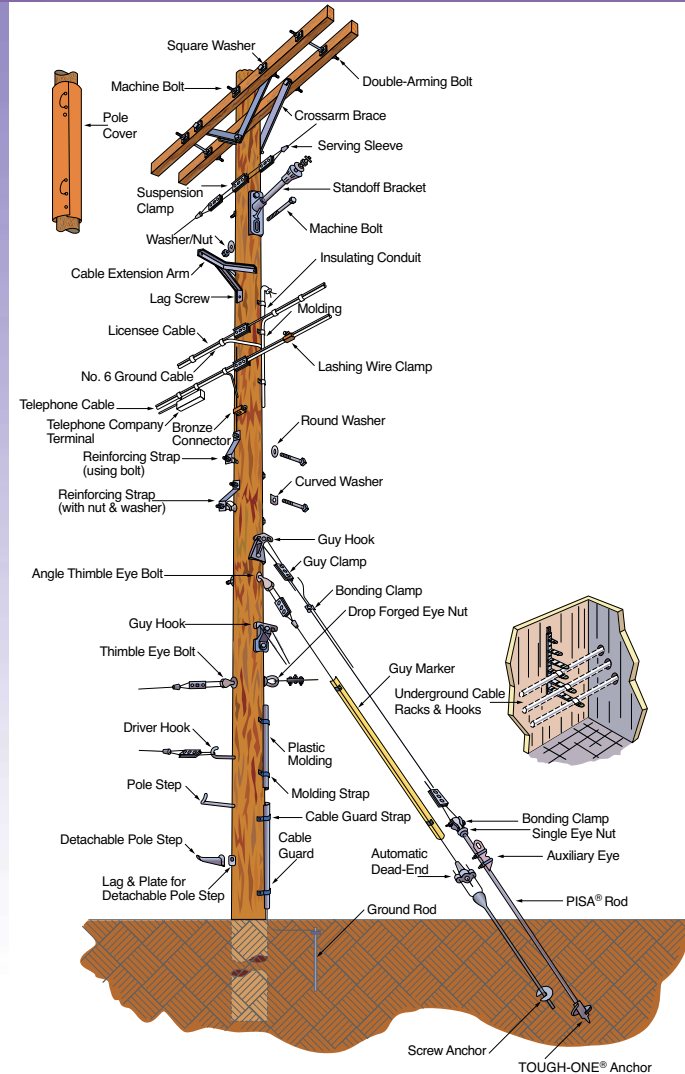 Square Washer
Machine Bolt
Double-Arming Bolt
Pole
Cover
Crossarm Brace
Serving Sleeve
Suspension
Clamp
Standoff Bracket
Machine Bolt
Washer/Nut
Insulating Conduit
Cable Extension Arm
Lag Screw
Molding
Licensee Cable
Lashing Wire Clamp
No. 6 Ground Cable
Telephone Cable
Telephone Company
Terminal
Bronze
Connector
Round Washer
Reinforcing Strap
(using bolt)
Curved Washer
Reinforcing Strap
(with nut & washer)
Guy Hook
Guy Clamp
Angle Thimble Eye Bolt
Bonding Clamp
Drop Forged Eye Nut
Guy Hook
Thimble Eye Bolt
Guy Marker
Underground Cable
Racks & Hooks
Driver Hook
Plastic
Molding
Pole Step
Molding Strap
Cable Guard Strap
Bonding Clamp
Single Eye Nut
Detachable Pole Step
Cable
Guard
Automatic
Dead-End
Auxiliary Eye
Lag & Plate for
Detachable Pole Step
PISA® Rod
Ground Rod
Screw Anchor
TOUGH-ONE® Anchor